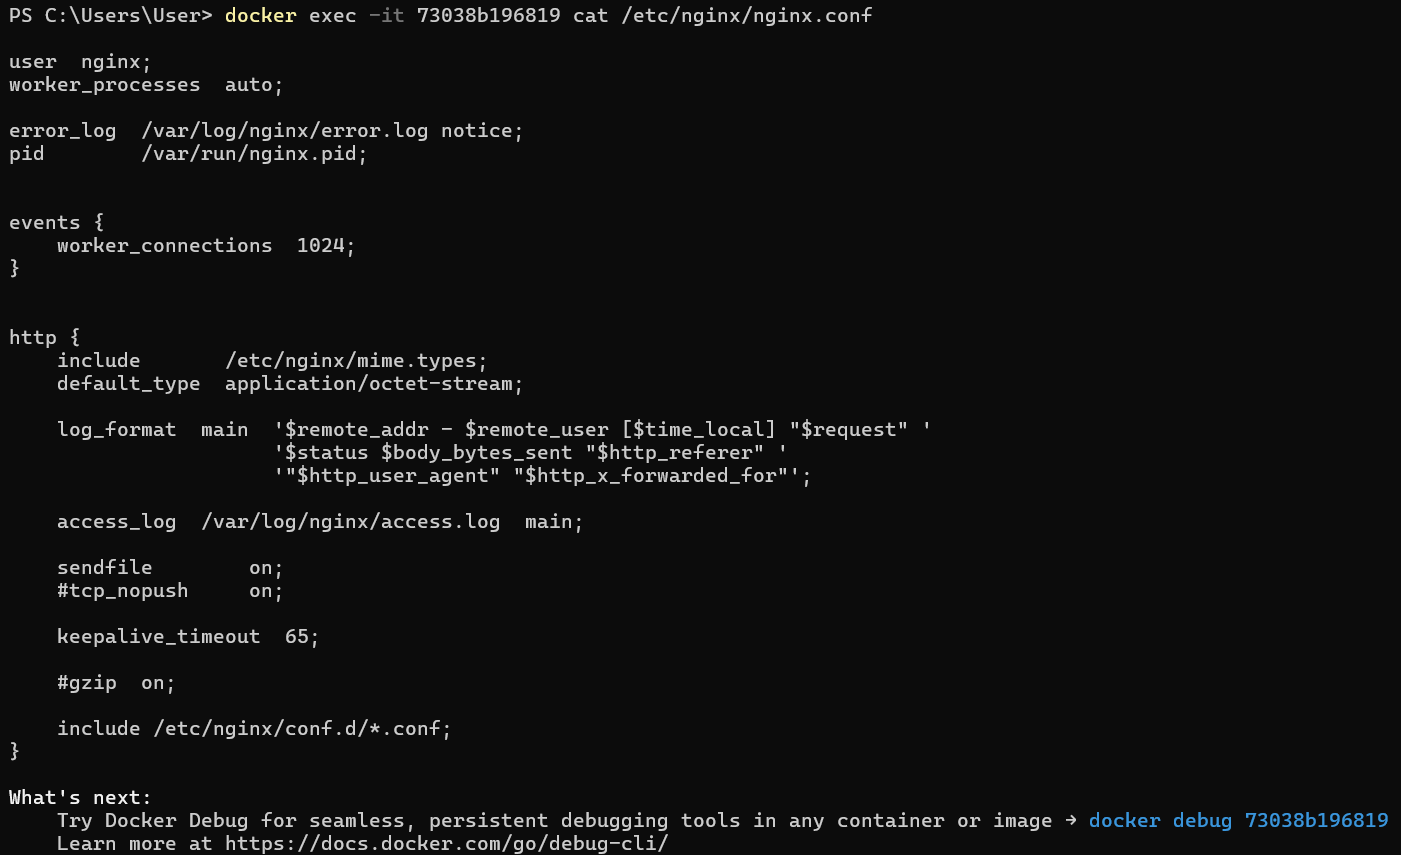 PS C:\Users\User> docker exec -it 73038b196819 cat /etc/nginx/nginx.conf

user  nginx;
worker_processes  auto;

error_log  /var/log/nginx/error.log notice;
pid        /var/run/nginx.pid;


events {
    worker_connections  1024;
}


http {
    include       /etc/nginx/mime.types;
    default_type  application/octet-stream;

    log_format  main  '$remote_addr - $remote_user [$time_local] "$request" '
                      '$status $body_bytes_sent "$http_referer" '
                      '"$http_user_agent" "$http_x_forwarded_for"';

    access_log  /var/log/nginx/access.log  main;

    sendfile        on;
    #tcp_nopush     on;

    keepalive_timeout  65;

    #gzip  on;

    include /etc/nginx/conf.d/*.conf;
}

What's next:
    Try Docker Debug for seamless, persistent debugging tools in any container or image → docker debug 73038b196819
    Learn more at https://docs.docker.com/go/debug-cli/